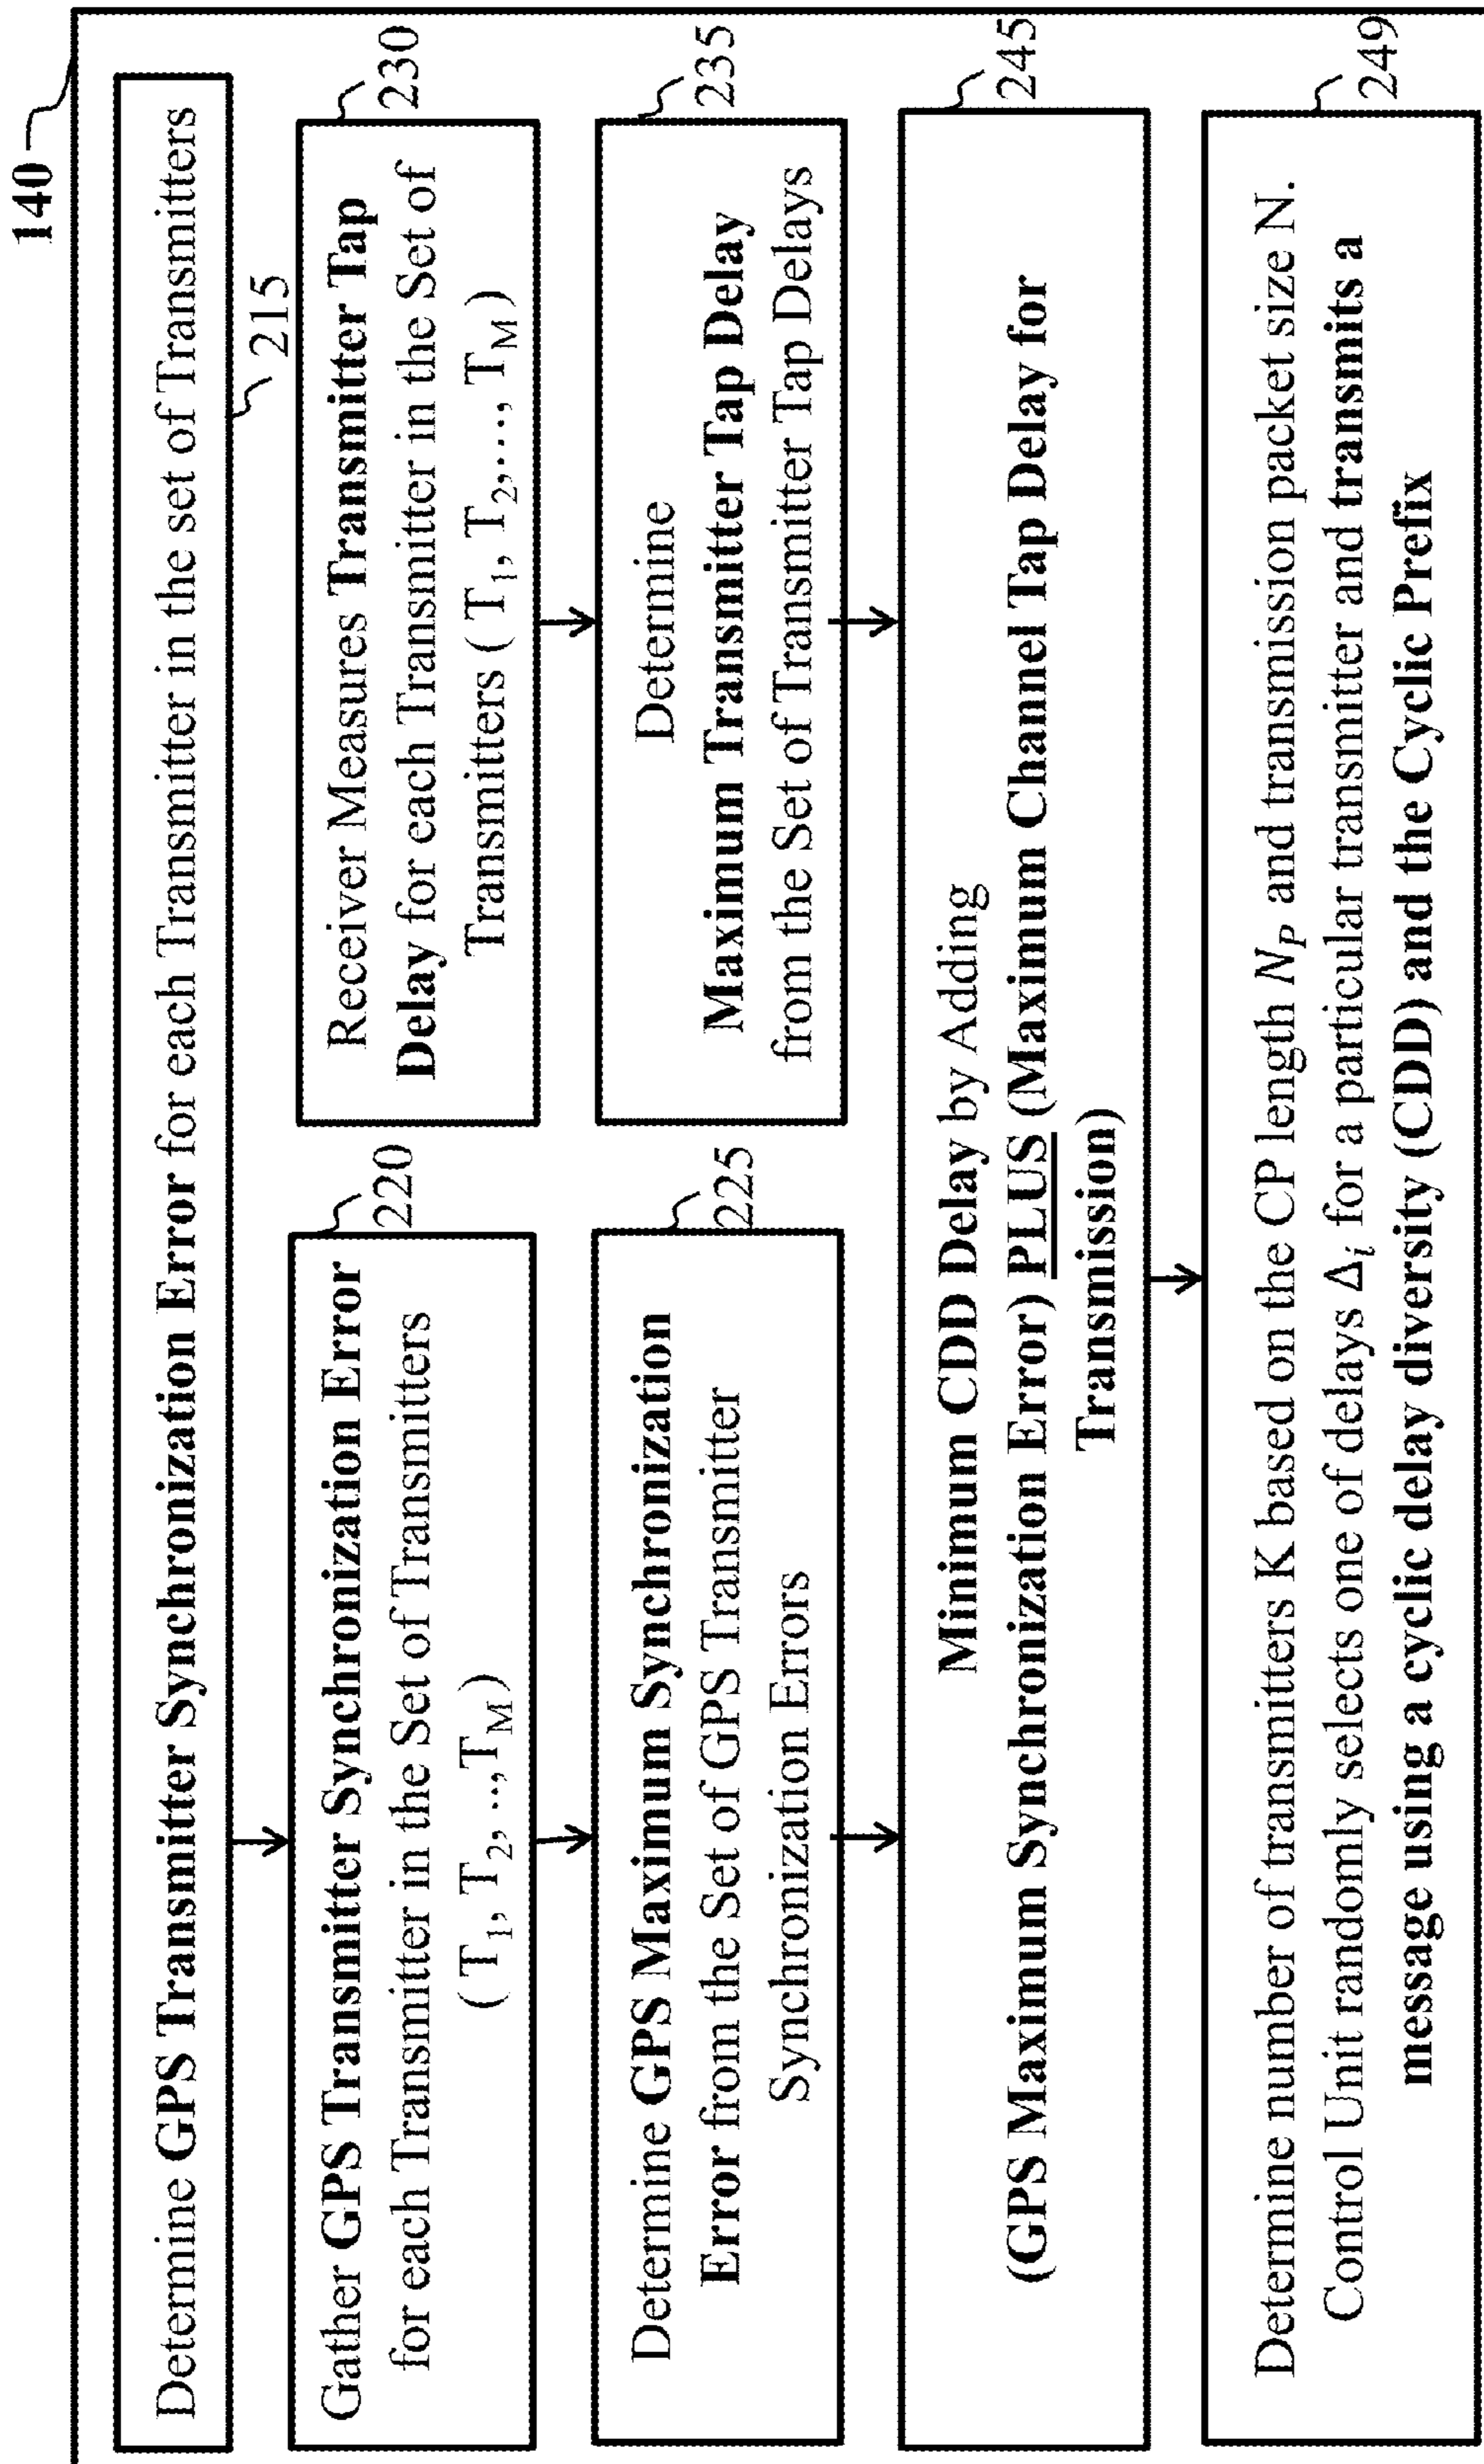 140
Determine GPS Transmitter Synchronization Error for each Transmitter in the set of Transmitters
215
Gather GPS Transmitter Synchronization Error
for each Transmitter in the Set of Transmitters
( T1, T2, ..,TM)
220
Receiver Measures Transmitter Tap
Delay for each Transmitter in the Set of
Transmitters ( T1, T2,..., TM )
230
Determine GPS Maximum Synchronization
Error from the Set of GPS Transmitter
Synchronization Errors
225
Determine
Maximum Transmitter Tap Delay
from the Set of Transmitter Tap Delays
235
Minimum CDD Delay by Adding
(GPS Maximum Synchronization Error) PLUS (Maximum Channel Tap Delay for
Transmission)
245
Determine number of transmitters K based on the CP length NP and transmission packet size N.
Control Unit randomly selects one of delays Δi for a particular transmitter and transmits a
message using a cyclic delay diversity (CDD) and the Cyclic Prefix
249